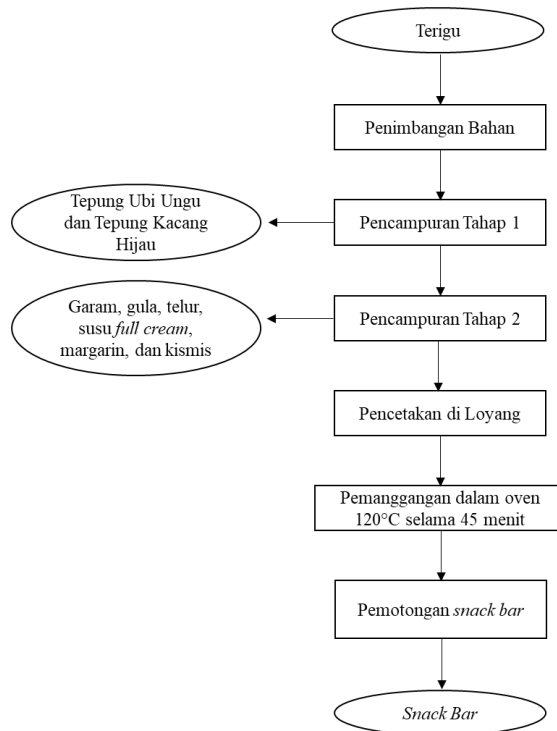 Terigu
Penimbangan Bahan
Tepung Ubi Ungu
dan Tepung Kacang
Hijau
Pencampuran Tahap 1
Garam, gula, telur,
susu full cream,
margarin, dan kismis
Pencampuran Tahap 2
Pencetakan di Loyang
Pemanggangan dalam oven
120°C selama 45 menit
Pemotongan snack bar
Snack Bar